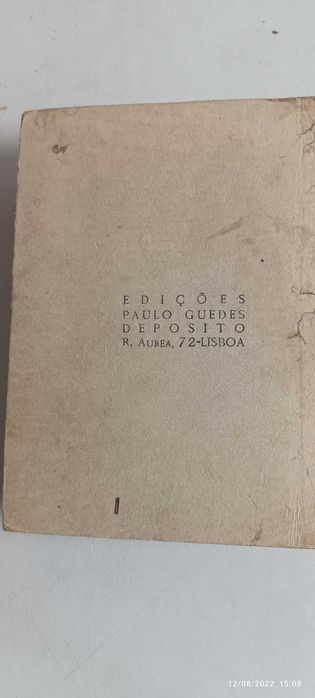 EDIÇÕES
PAULO GUEDES
DEPOSITO
R. AUREA, 72-LISBOA
12/08/2022 15:08